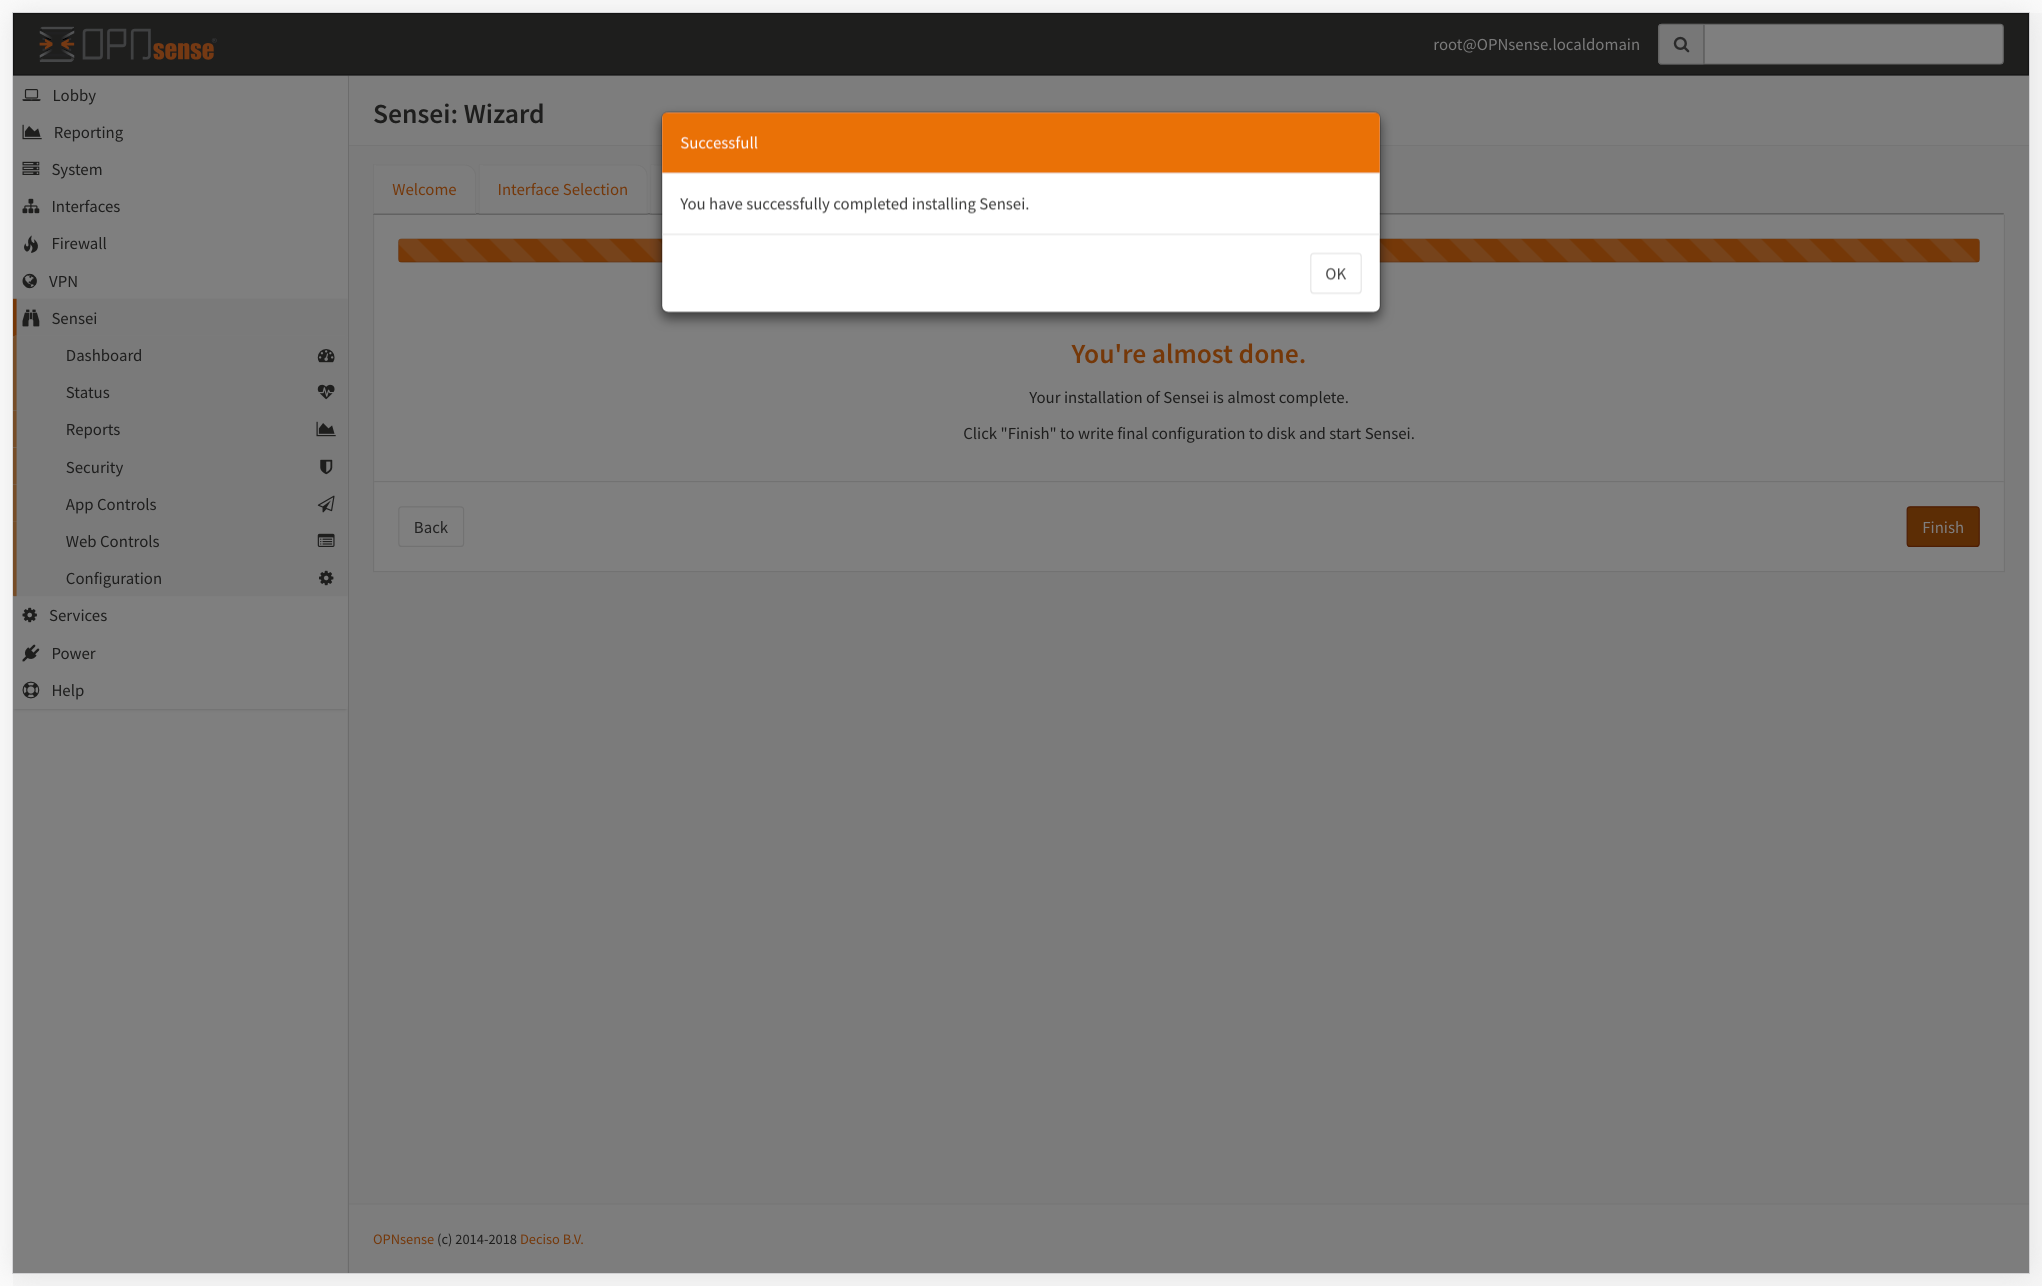 OPNsense
root@OPNsense.localdomain
Lobby
Reporting
System
Interfaces
Firewall
VPN
Sensei
Dashboard
Status
Reports
Security
App Controls
Web Controls
Configuration
Services
Power
Help
Sensei: Wizard
Welcome
Interface Selection
Successfull
You have successfully completed installing Sensei.
OK
You're almost done.
Your installation of Sensei is almost complete.
Click "Finish" to write final configuration to disk and start Sensei.
Back
Finish
OPNsense (c) 2014-2018 Deciso B.V.